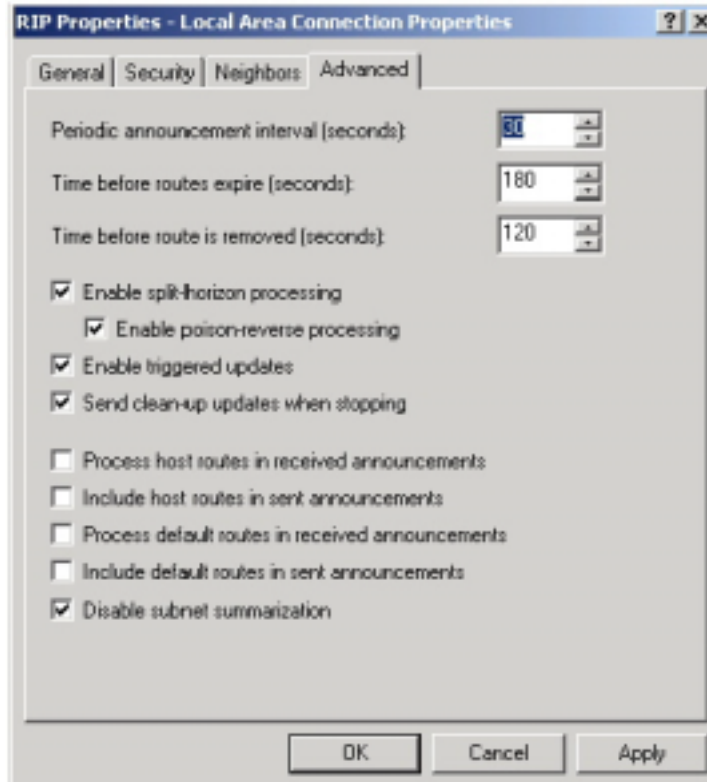 RIP Properties - Local Area Connection Properties
General Security Neighbors Advanced
Periodic announcement interval (seconds): 30
Time before routes expire (seconds): 180
Time before route is removed (seconds): 120
Enable split-horizon processing
Enable poison-reverse processing
Enable triggered updates
Send clean-up updates when stopping
Process host routes in received announcements
Include host routes in sent announcements
Process default routes in received announcements
Include default routes in sent announcements
Disable subnet summarization
OK Cancel Apply